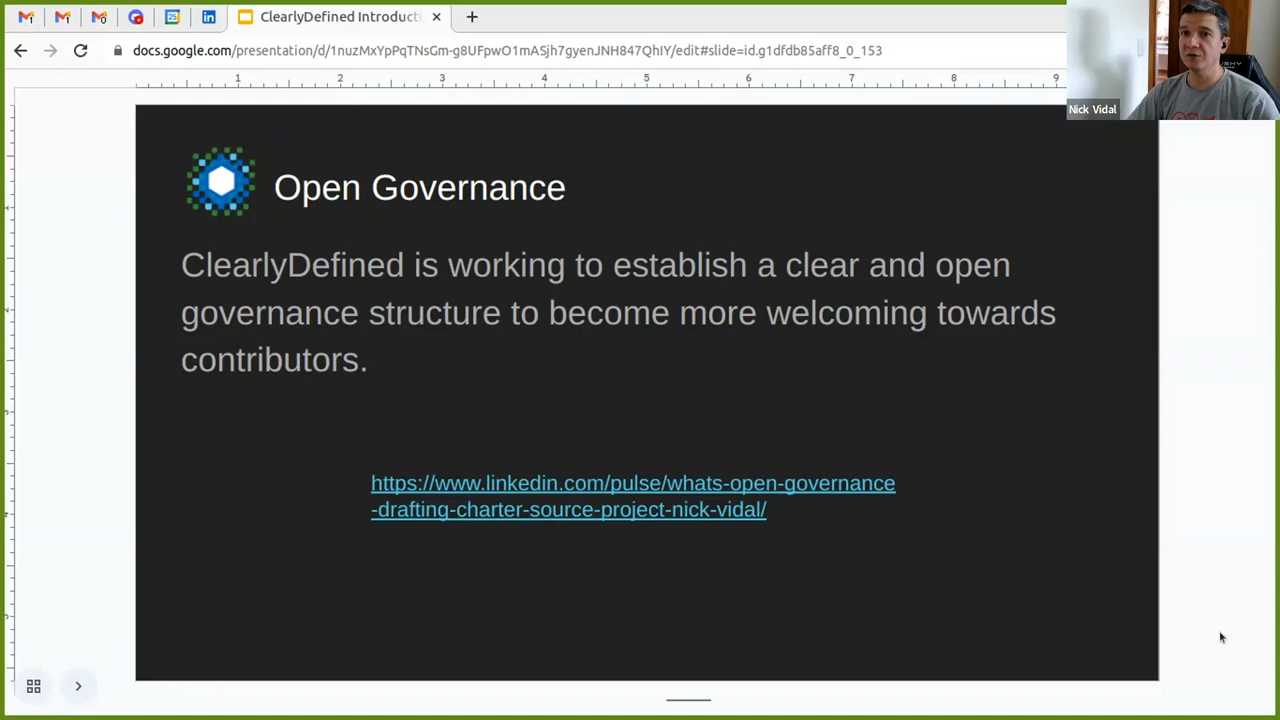 ClearlyDefined Introducti
docs.google.com/presentation/d/1nuzMxYpPqTNsGm-g8UFpwO1mASjh7gyenJNH847QhIY/edit#slide=id.g1dfdb85aff8_0_153
1 2 3 4 5 6 7 8 9
Nick Vidal
Open Governance
ClearlyDefined is working to establish a clear and open
governance structure to become more welcoming towards
contributors.
https://www.linkedin.com/pulse/whats-open-governance
-drafting-charter-source-project-nick-vidal/